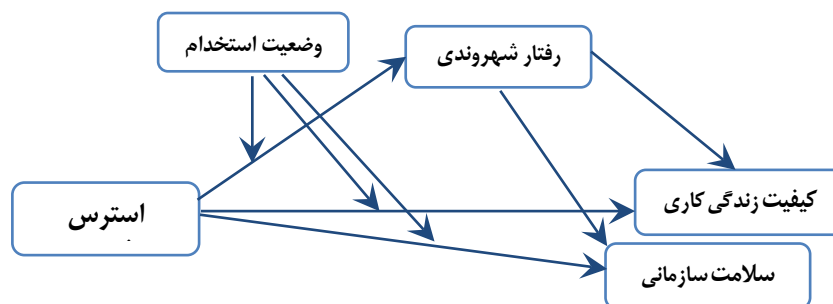 وضعیت استخدام
رفتار شهروندی
کیفیت زندگی کاری
استرس
سلامت سازمانی